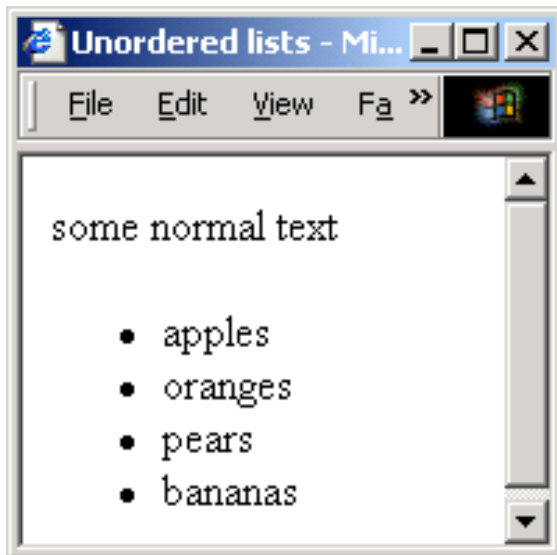 Unordered lists - Mi...
File Edit View Fa »
some normal text
• apples
• oranges
• pears
• bananas